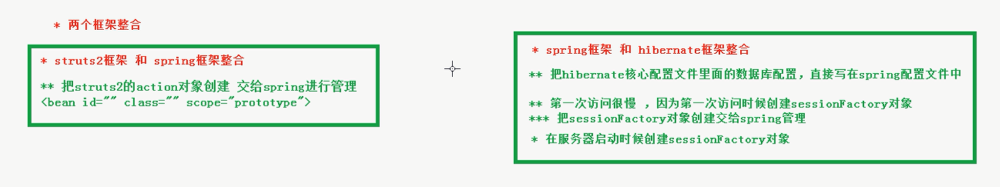 * 两个框架整合
* struts2框架 和 spring框架整合
** 把struts2的action对象创建 交给spring进行管理
<bean id="" class="" scope="prototype">
* spring框架 和 hibernate框架整合
** 把hibernate核心配置文件里面的数据库配置，直接写在spring配置文件中
** 第一次访问很慢 ，因为第一次访问时候创建sessionFactory对象
*** 把sessionFactory对象创建交给spring管理
* 在服务器启动时候创建sessionFactory对象